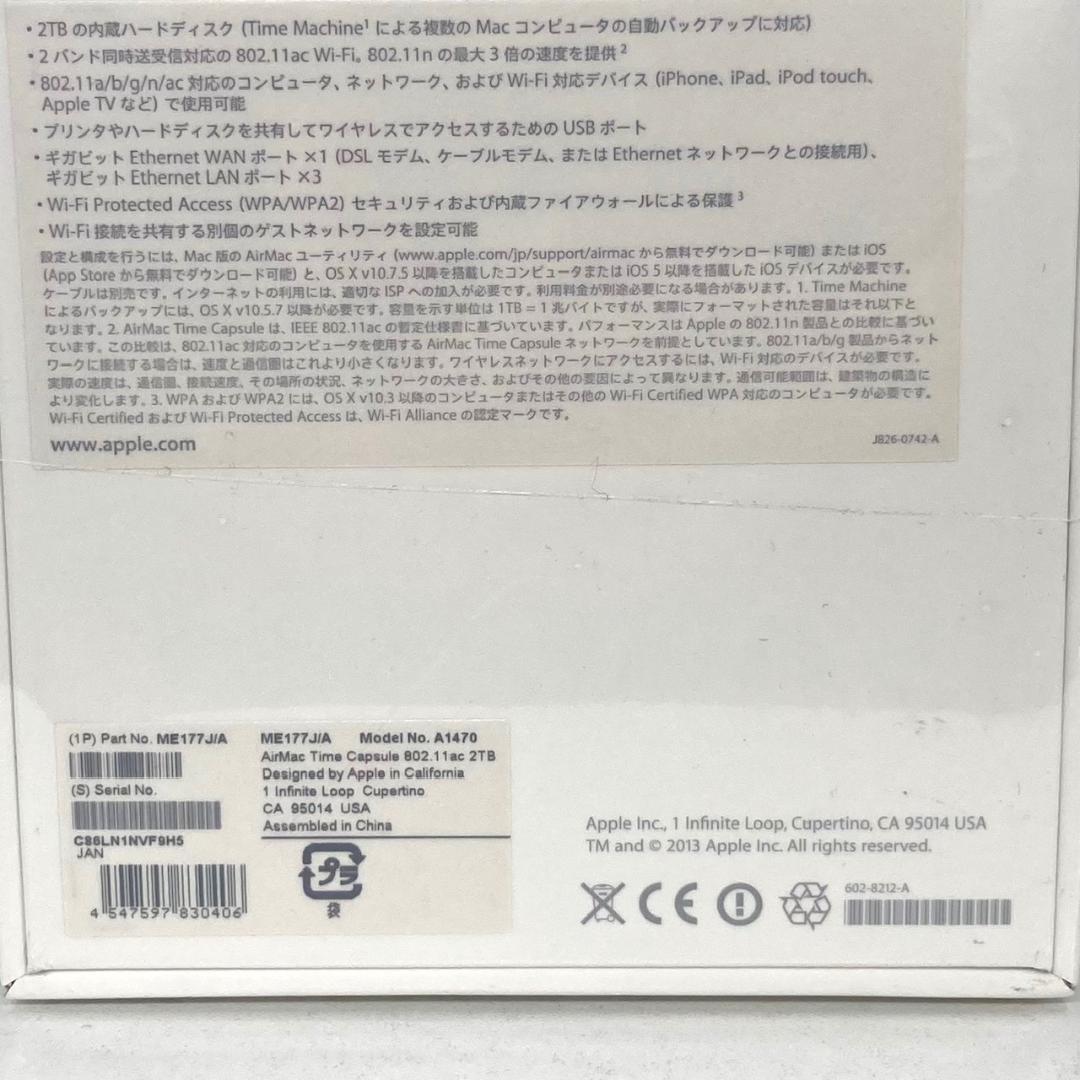 • 2TB の内蔵ハードディスク (Time Machine¹ による複数の Mac コンピュータの自動バックアップに対応)
• 2 バンド同時送受信対応の 802.11ac Wi-Fi。802.11n の最大 3 倍の速度を提供 ²
• 802.11a/b/g/n/ac 対応のコンピュータ、ネットワーク、および Wi-Fi 対応デバイス (iPhone、iPad、iPod touch、
Apple TV など) で使用可能
• プリンタやハードディスクを共有してワイヤレスでアクセスするための USB ポート
• ギガビット Ethernet WAN ポート ×1 (DSL モデム、ケーブルモデム、または Ethernet ネットワークとの接続用)、
ギガビット Ethernet LAN ポート ×3
• Wi-Fi Protected Access (WPA/WPA2) セキュリティおよび内蔵ファイアウォールによる保護 ³
• Wi-Fi 接続を共有する別個のゲストネットワークを設定可能
設定と構成を行うには、Mac 版の AirMac ユーティリティ (www.apple.com/jp/support/airmac から無料でダウンロード可能) または iOS
(App Store から無料でダウンロード可能) と、OS X v10.7.5 以降を搭載したコンピュータまたは iOS 5 以降を搭載した iOS デバイスが必要です。
ケーブルは別売です。インターネットの利用には、適切な ISP への加入が必要です。利用料金が別途必要になる場合があります。1. Time Machine
によるバックアップには、OS X v10.5.7 以降が必要です。容量を示す単位は 1TB = 1 兆バイトですが、実際にフォーマットされた容量はそれ以下と
なります。2. AirMac Time Capsule は、IEEE 802.11ac の暫定仕様書に基づいています。パフォーマンスは Apple の 802.11n 製品との比較に基づい
ています。この比較は、802.11ac 対応のコンピュータを使用する AirMac Time Capsule ネットワークを前提としています。802.11a/b/g 製品からネット
ワークに接続する場合は、速度と通信圏はこれより小さくなります。ワイヤレスネットワークにアクセスするには、Wi-Fi 対応のデバイスが必要です。
実際の速度は、通信圏、接続速度、その場所の状況、ネットワークの大きさ、およびその他の要因によって異なります。通信可能範囲は、建築物の構造に
より変化します。3. WPA および WPA2 には、OS X v10.3 以降のコンピュータまたはその他の Wi-Fi Certified WPA 対応のコンピュータが必要です。
Wi-Fi Certified および Wi-Fi Protected Access は、Wi-Fi Alliance の認定マークです。
www.apple.com
J826-0742-A
(1P) Part No. ME177J/A
(S) Serial No.
C86LN1NVF9H5
JAN
4 547597 830406
ME177J/A Model No. A1470
AirMac Time Capsule 802.11ac 2TB
Designed by Apple in California
1 Infinite Loop Cupertino
CA 95014 USA
Assembled in China
プラ
袋
Apple Inc., 1 Infinite Loop, Cupertino, CA 95014 USA
TM and © 2013 Apple Inc. All rights reserved.
CE
602-8212-A